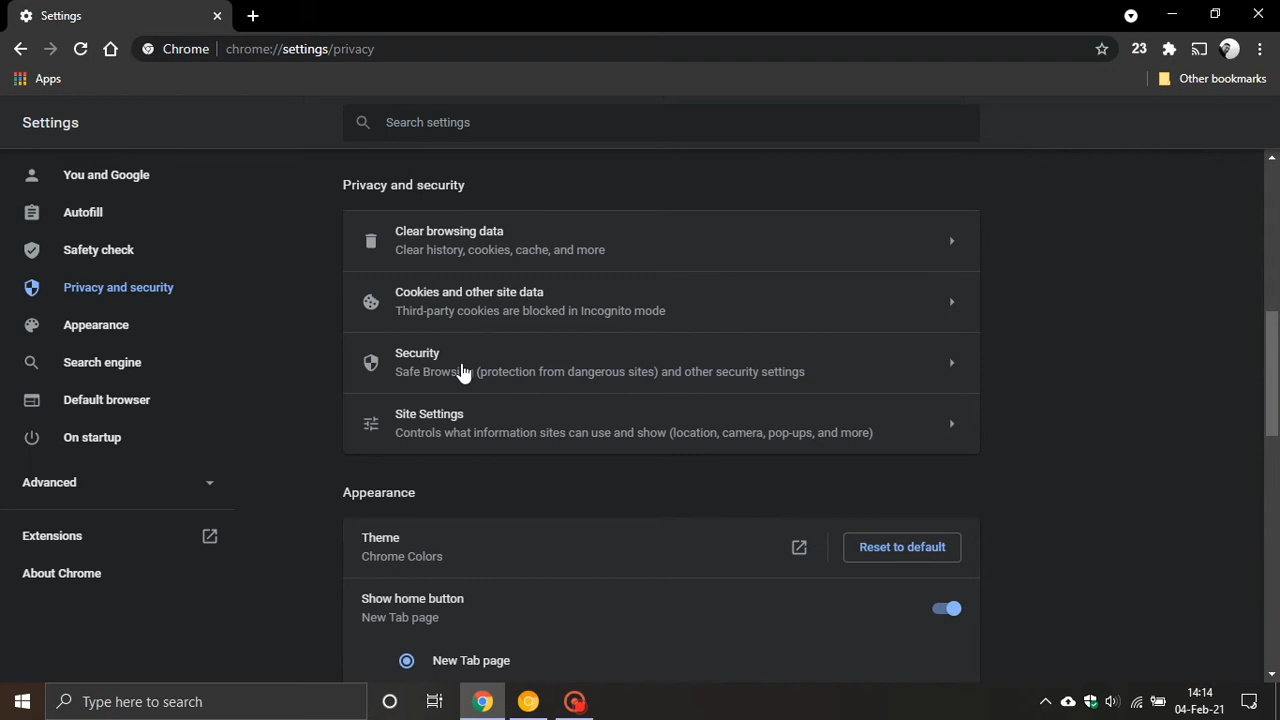 Settings
Chrome
chrome://settings/privacy
23
Apps
Other bookmarks
Settings
Search settings
You and Google
Autofill
Safety check
Privacy and security
Appearance
Search engine
Default browser
On startup
Advanced
Extensions
About Chrome
Privacy and security
Clear browsing data
Clear history, cookies, cache, and more
Cookies and other site data
Third-party cookies are blocked in Incognito mode
Security
Safe Browsing (protection from dangerous sites) and other security settings
Site Settings
Controls what information sites can use and show (location, camera, pop-ups, and more)
Appearance
Theme
Chrome Colors
Reset to default
Show home button
New Tab page
New Tab page
Type here to search
14:14
04-Feb-21